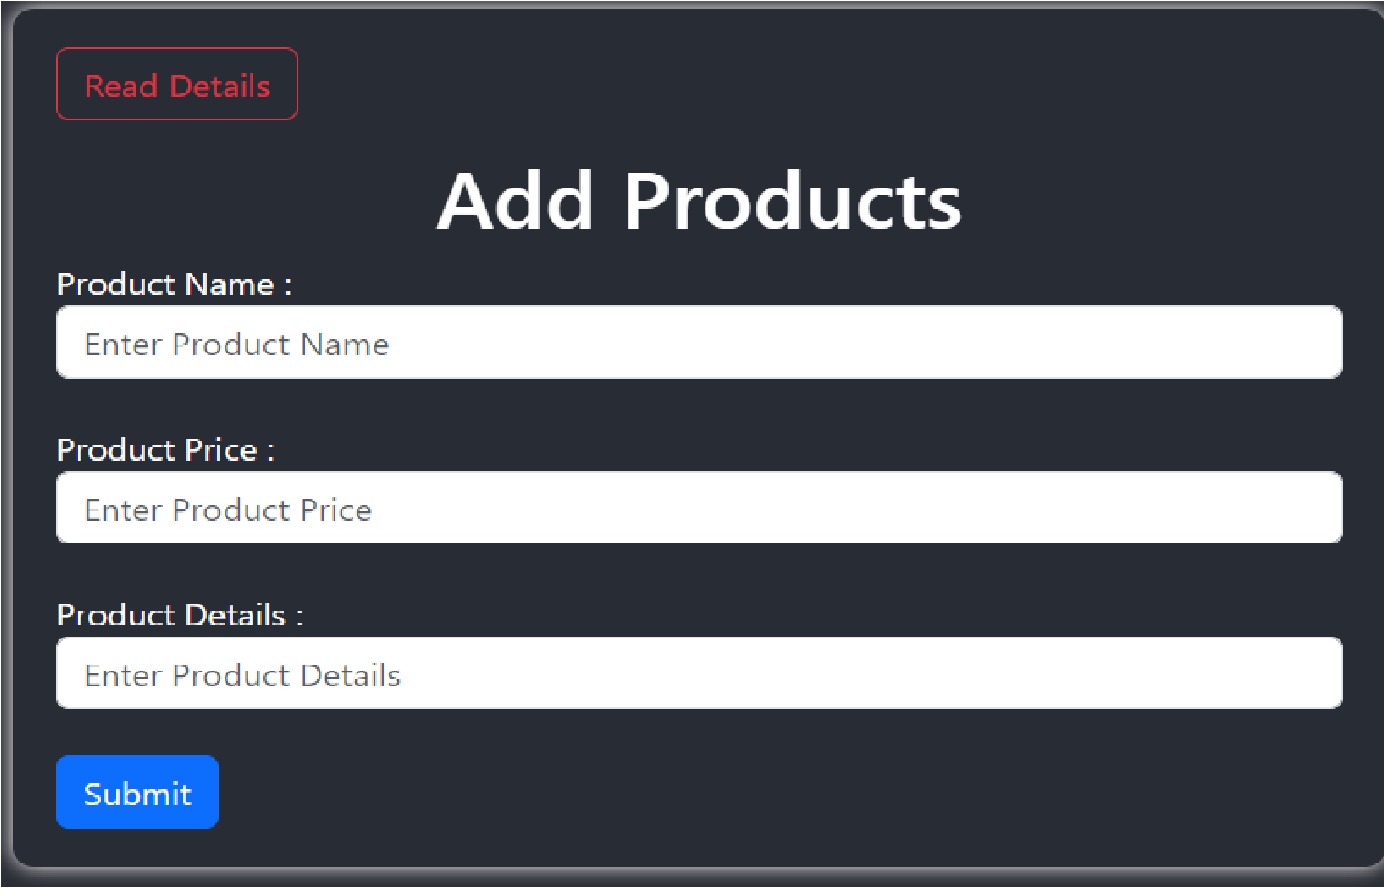 Read Details
Add Products
Product Name :
Enter Product Name
Product Price :
Enter Product Price
Product Details :
Enter Product Details
Submit